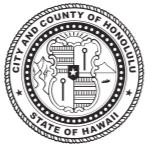 CITY AND COUNTY OF HONOLULU
STATE OF HAWAII